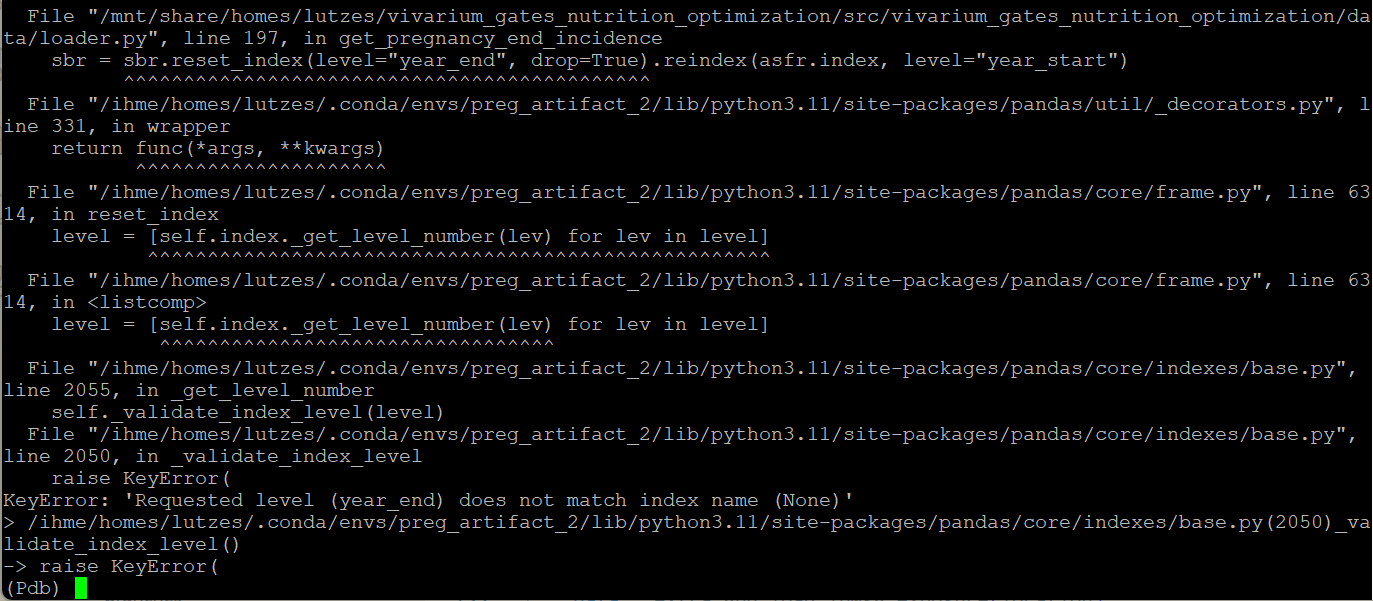 File "/mnt/share/homes/lutzes/vivarium_gates_nutrition_optimization/src/vivarium_gates_nutrition_optimization/da
ta/loader.py", line 197, in get_pregnancy_end_incidence
    sbr = sbr.reset_index(level="year_end", drop=True).reindex(asfr.index, level="year_start")
          ^^^^^^^^^^^^^^^^^^^^^^^^^^^^^^^^^^^^^^^^^^^^
  File "/ihme/homes/lutzes/.conda/envs/preg_artifact_2/lib/python3.11/site-packages/pandas/util/_decorators.py", l
ine 331, in wrapper
    return func(*args, **kwargs)
           ^^^^^^^^^^^^^^^^^^^^^
  File "/ihme/homes/lutzes/.conda/envs/preg_artifact_2/lib/python3.11/site-packages/pandas/core/frame.py", line 63
14, in reset_index
    level = [self.index._get_level_number(lev) for lev in level]
            ^^^^^^^^^^^^^^^^^^^^^^^^^^^^^^^^^^^^^^^^^^^^^^^^^^^^
  File "/ihme/homes/lutzes/.conda/envs/preg_artifact_2/lib/python3.11/site-packages/pandas/core/frame.py", line 63
14, in <listcomp>
    level = [self.index._get_level_number(lev) for lev in level]
             ^^^^^^^^^^^^^^^^^^^^^^^^^^^^^^^^^
  File "/ihme/homes/lutzes/.conda/envs/preg_artifact_2/lib/python3.11/site-packages/pandas/core/indexes/base.py",
line 2055, in _get_level_number
    self._validate_index_level(level)
  File "/ihme/homes/lutzes/.conda/envs/preg_artifact_2/lib/python3.11/site-packages/pandas/core/indexes/base.py",
line 2050, in _validate_index_level
    raise KeyError(
KeyError: 'Requested level (year_end) does not match index name (None)'
> /ihme/homes/lutzes/.conda/envs/preg_artifact_2/lib/python3.11/site-packages/pandas/core/indexes/base.py(2050)_va
lidate_index_level()
-> raise KeyError(
(Pdb)